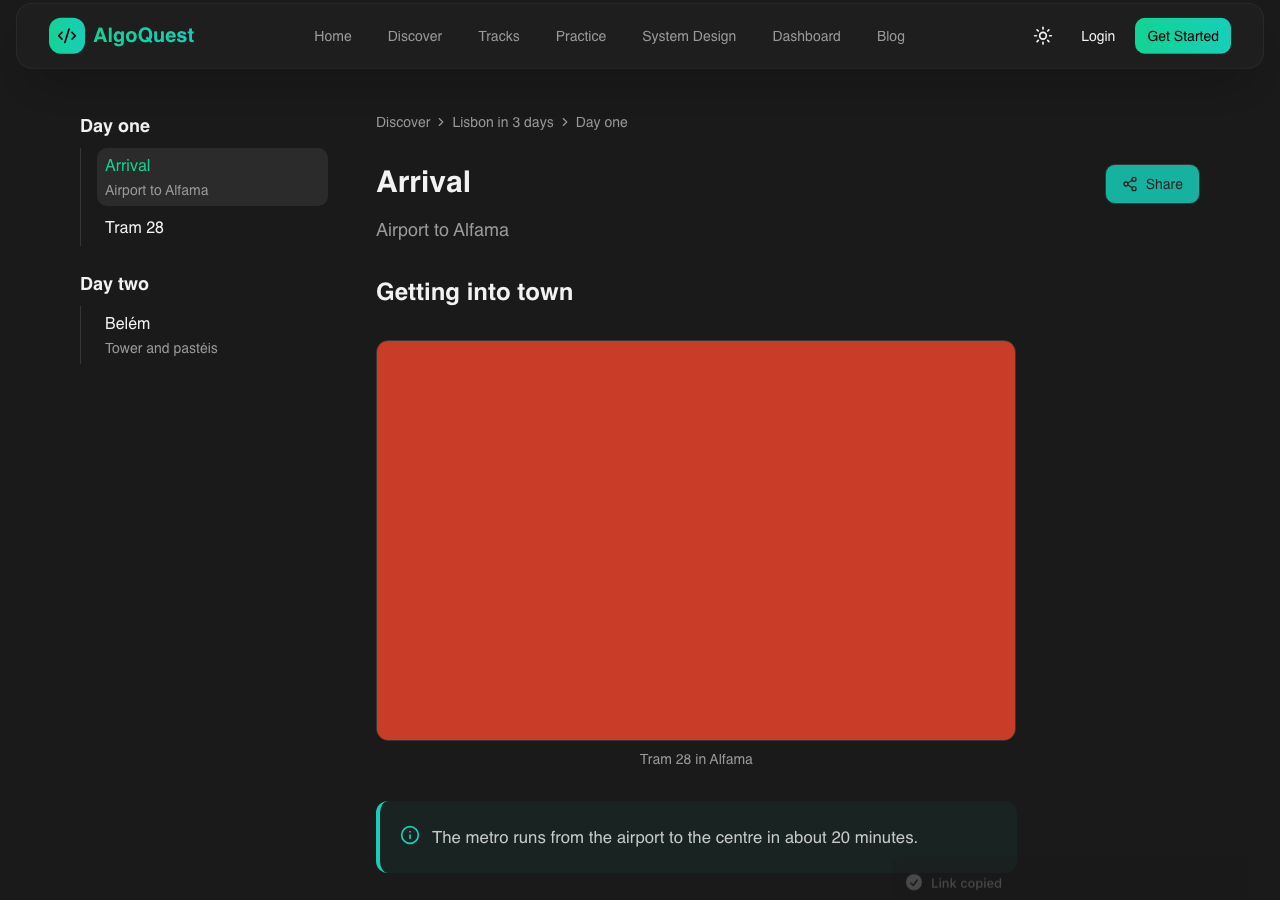 AlgoQuest
Home
Discover
Tracks
Practice
System Design
Dashboard
Blog
Login
Get Started
Day one
Arrival
Airport to Alfama
Tram 28
Day two
Belém
Tower and pastéis
Discover > Lisbon in 3 days > Day one
Arrival
Share
Airport to Alfama
Getting into town
Tram 28 in Alfama
The metro runs from the airport to the centre in about 20 minutes.
Link copied